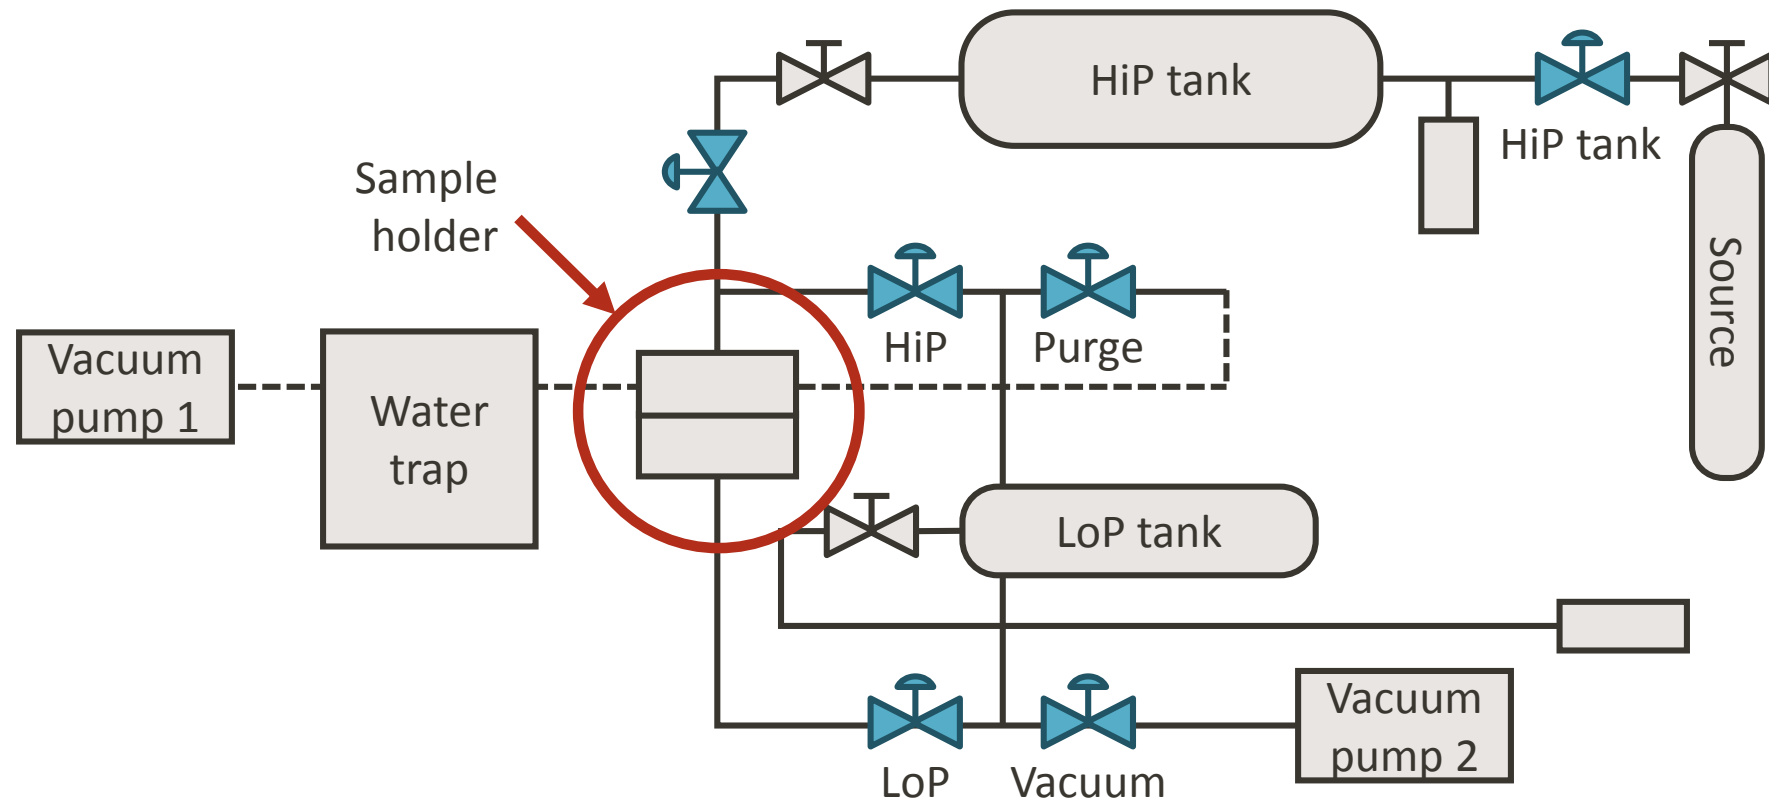 HiP tank
HiP tank
Sample
holder
Source
HiP
Purge
Vacuum
pump 1
Water
trap
LoP tank
Vacuum
pump 2
LoP
Vacuum